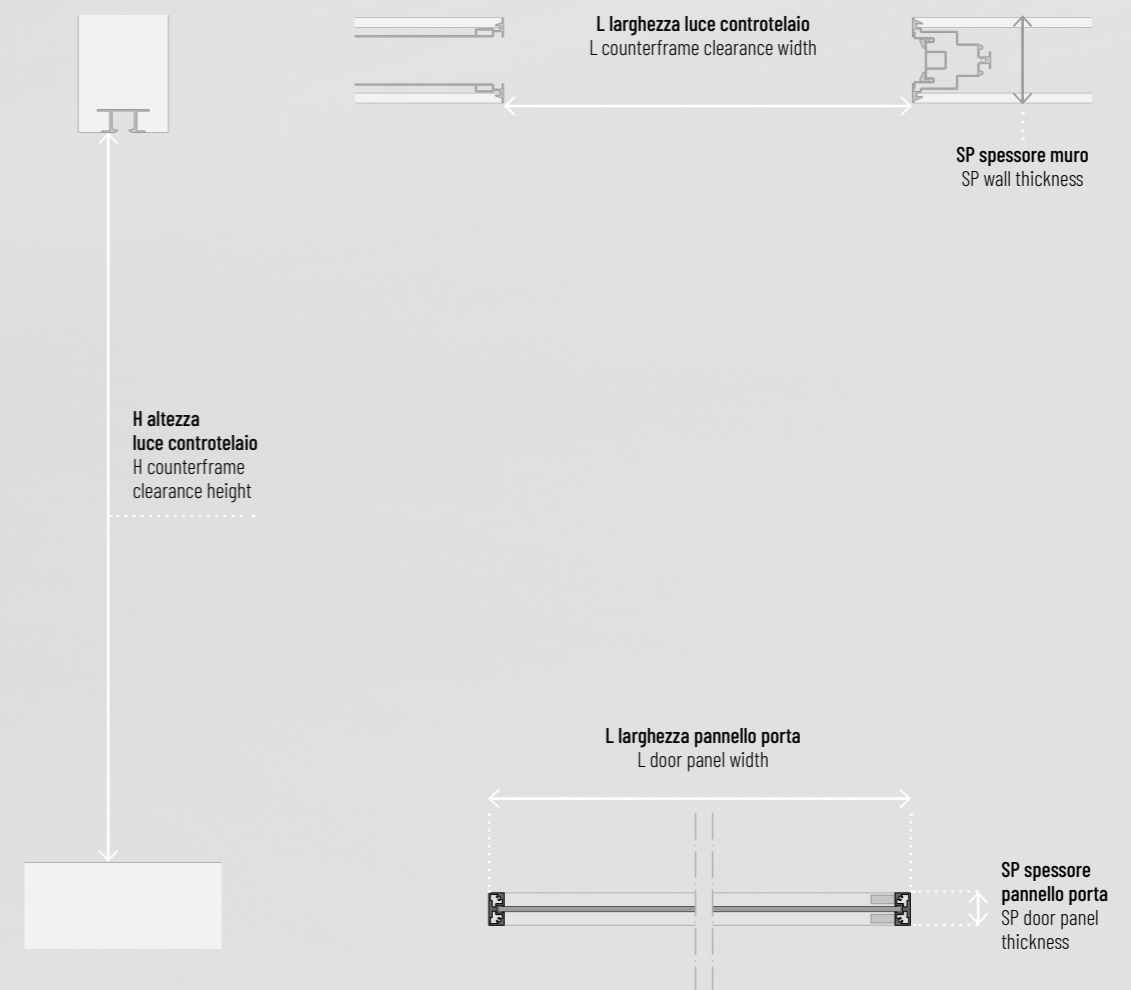 L larghezza luce controtelaio
L counterframe clearance width
SP spessore muro
SP wall thickness
H altezza
luce controtelaio
H counterframe
clearance height
L larghezza pannello porta
L door panel width
SP spessore
pannello porta
SP door panel
thickness